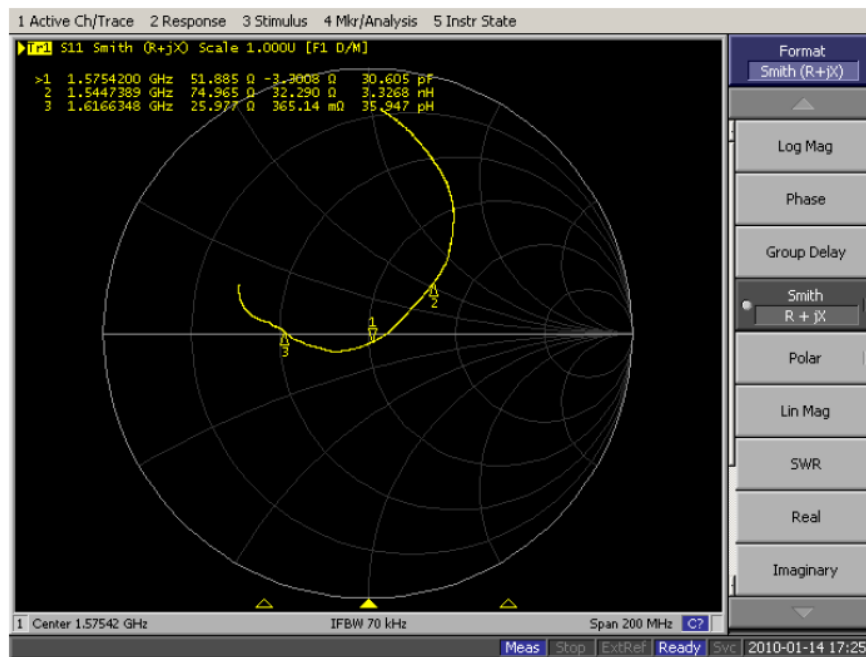 1 Active Ch/Trace 2 Response 3 Stimulus 4 Mkr/Analysis 5 Instr State
Tr1 S11 Smith (R+jX) Scale 1.000U [F1 D/M]
>1 1.5754200 GHz 51.885 Ω -3.3008 Ω 30.605 pF
2 1.5447389 GHz 74.965 Ω 32.290 Ω 3.3268 nH
3 1.6166348 GHz 25.977 Ω 365.14 mΩ 35.947 pH
1
2
3
Format
Smith (R+jX)
Log Mag
Phase
Group Delay
Smith
R + jX
Polar
Lin Mag
SWR
Real
Imaginary
1 Center 1.57542 GHz IFBW 70 kHz Span 200 MHz C?
Meas Stop ExtRef Ready Svc 2010-01-14 17:25